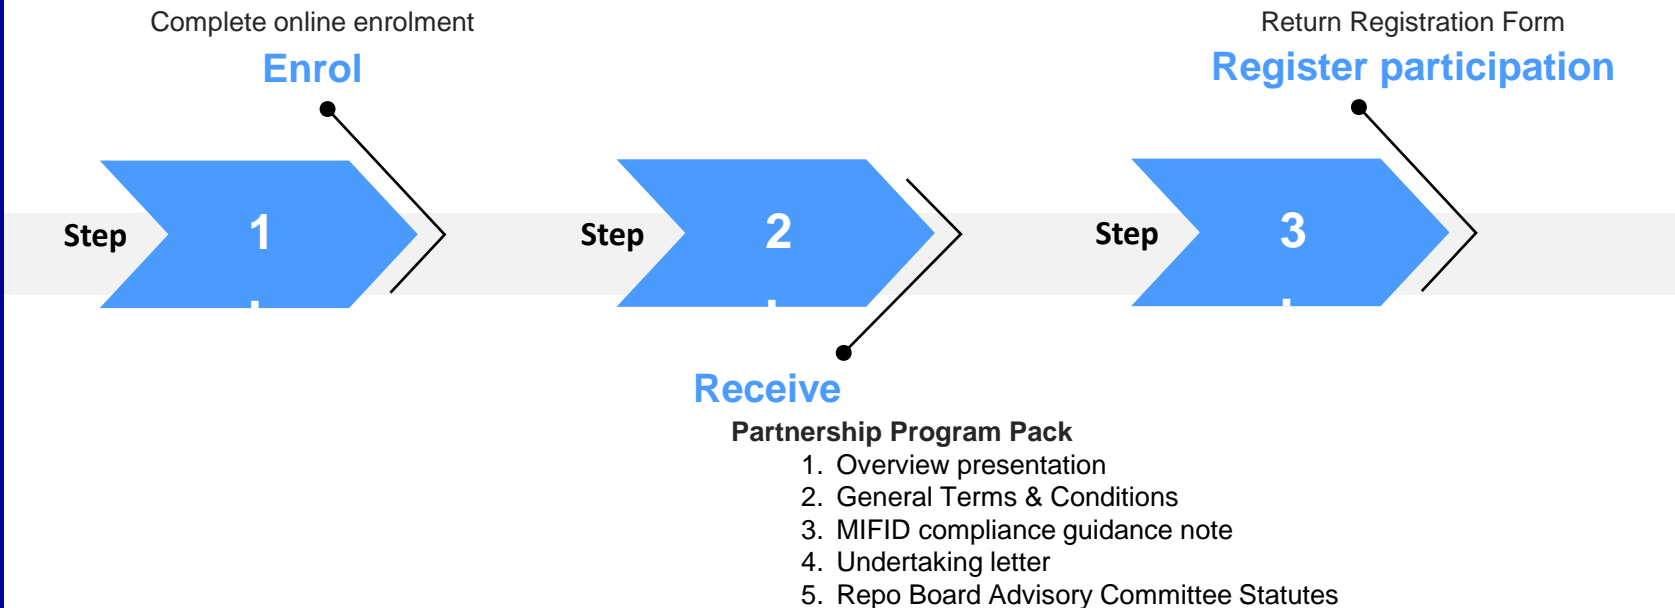 Complete online enrolment
Enrol
Return Registration Form
Register participation
Step 1
Step 2
Step 3
Receive
Partnership Program Pack
1. Overview presentation
2. General Terms & Conditions
3. MIFID compliance guidance note
4. Undertaking letter
5. Repo Board Advisory Committee Statutes